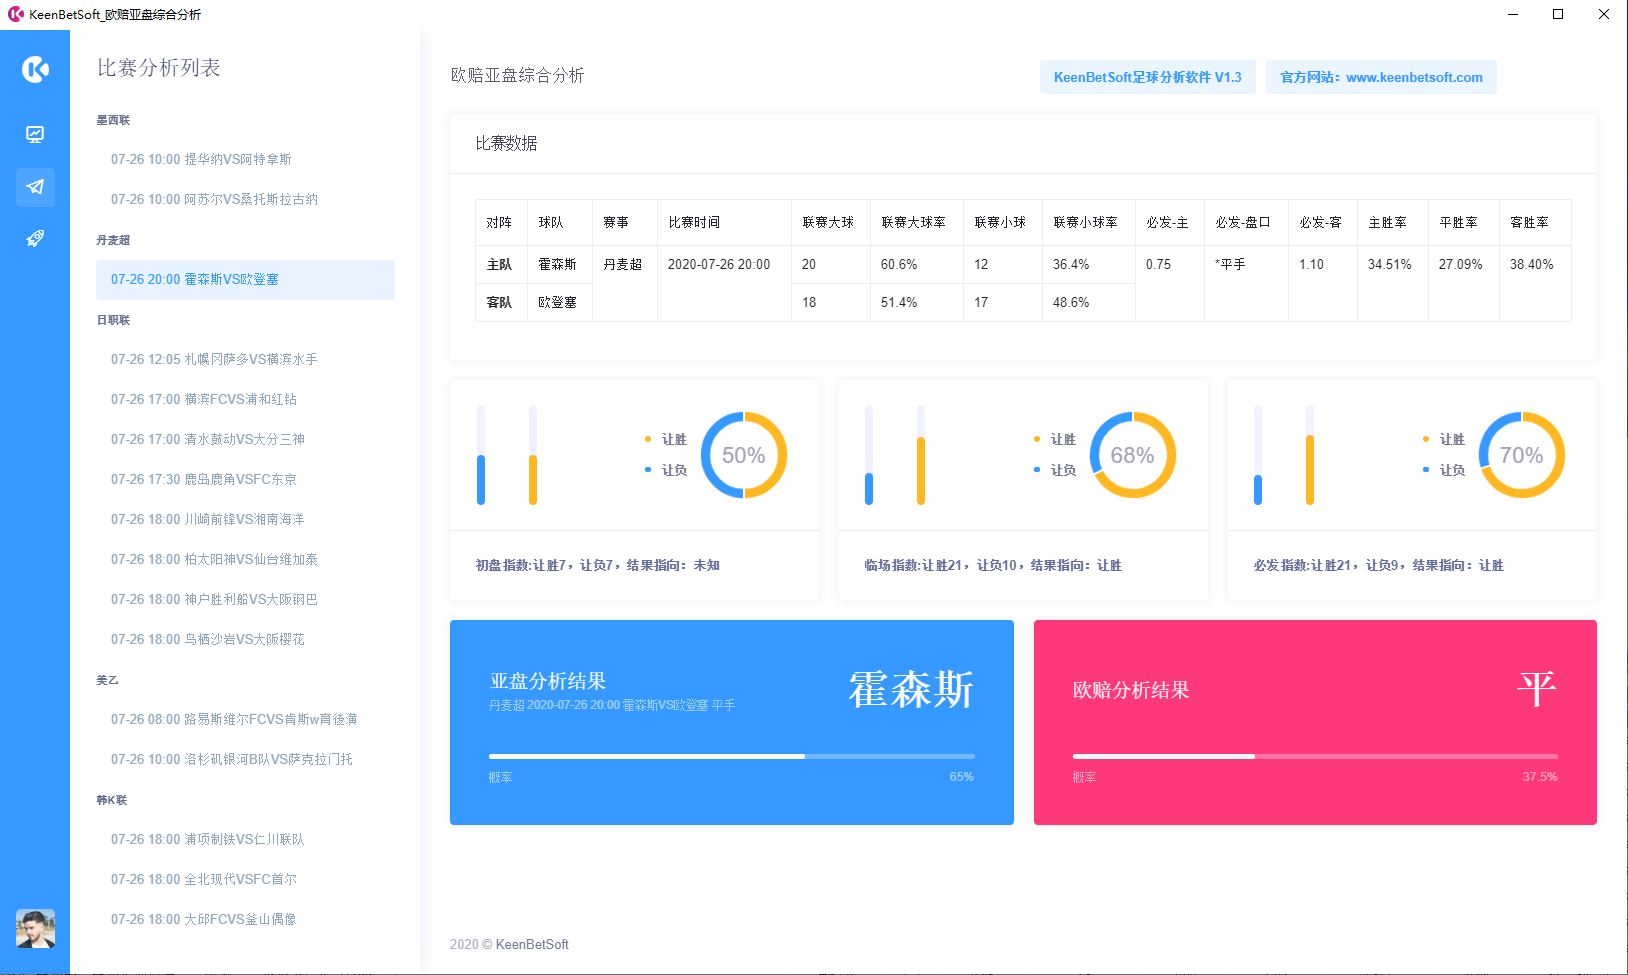 KeenBetSoft_欧赔亚盘综合分析
比赛分析列表
墨西联
07-26 10:00 提华纳VS阿特拿斯
07-26 10:00 阿苏尔VS桑托斯拉古纳
丹麦超
07-26 20:00 霍森斯VS欧登塞
日职联
07-26 12:05 札幌冈萨多VS横滨水手
07-26 17:00 横滨FCVS浦和红钻
07-26 17:00 清水鼓动VS大分三神
07-26 17:30 鹿岛鹿角VSFC东京
07-26 18:00 川崎前锋VS湘南海洋
07-26 18:00 柏太阳神VS仙台维加泰
07-26 18:00 神户胜利船VS大阪钢巴
07-26 18:00 鸟栖沙岩VS大阪樱花
美乙
07-26 08:00 路易斯维尔FCVS肯斯w育後潢
07-26 10:00 洛杉矶银河B队VS萨克拉门托
韩K联
07-26 18:00 浦项制铁VS仁川联队
07-26 18:00 全北现代VSFC首尔
07-26 18:00 大邱FCVS釜山偶像
欧赔亚盘综合分析
KeenBetSoft足球分析软件 V1.3
官方网站：www.keenbetsoft.com
比赛数据
对阵 球队 赛事 比赛时间 联赛大球 联赛大球率 联赛小球 联赛小球率 必发-主 必发-盘口 必发-客 主胜率 平胜率 客胜率
主队 霍森斯 丹麦超 2020-07-26 20:00 20 60.6% 12 36.4% 0.75 *平手 1.10 34.51% 27.09% 38.40%
客队 欧登塞 18 51.4% 17 48.6%
让胜
让负
50%
初盘指数:让胜7，让负7，结果指向：未知
让胜
让负
68%
临场指数:让胜21，让负10，结果指向：让胜
让胜
让负
70%
必发指数:让胜21，让负9，结果指向：让胜
亚盘分析结果
丹麦超 2020-07-26 20:00 霍森斯VS欧登塞 平手
霍森斯
概率 65%
欧赔分析结果
平
概率 37.5%
2020 © KeenBetSoft